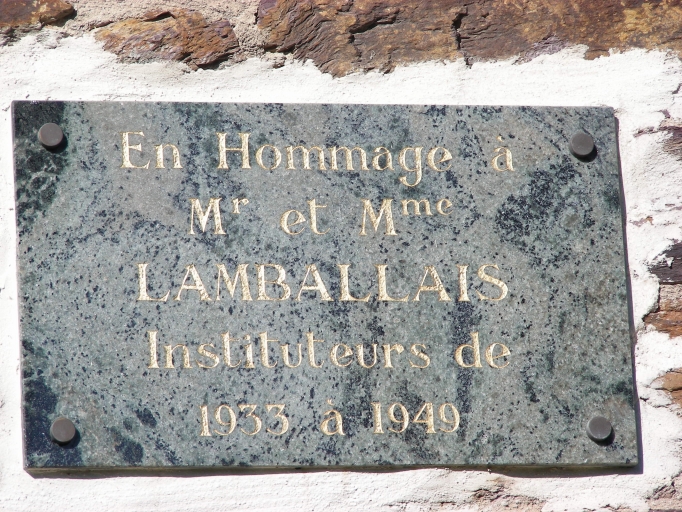 En Hommage à
Mr et Mme
LAMBALLAIS
Instituteurs de
1933 à 1949